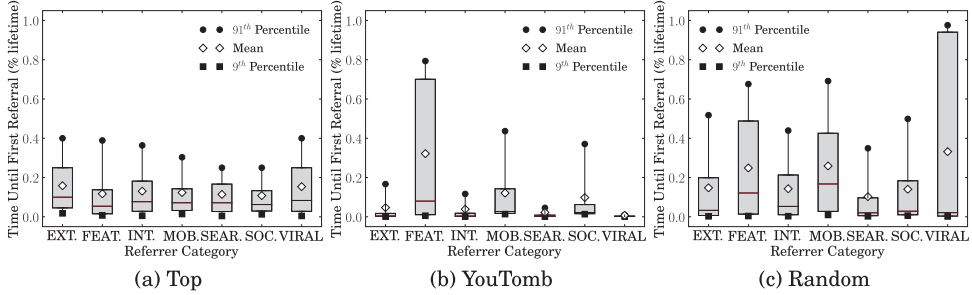 Time Until First Referral (% lifetime)
1.0
0.8
0.6
0.4
0.2
0.0
91th Percentile
Mean
9th Percentile
EXT. FEAT. INT. MOB. SEAR. SOC. VIRAL
Referrer Category
(a) Top
Time Until First Referral (% lifetime)
1.0
0.8
0.6
0.4
0.2
0.0
91th Percentile
Mean
9th Percentile
EXT. FEAT. INT. MOB. SEAR. SOC. VIRAL
Referrer Category
(b) YouTomb
Time Until First Referral (% lifetime)
1.0
0.8
0.6
0.4
0.2
0.0
91th Percentile
Mean
9th Percentile
EXT. FEAT. INT. MOB. SEAR. SOC. VIRAL
Referrer Category
(c) Random